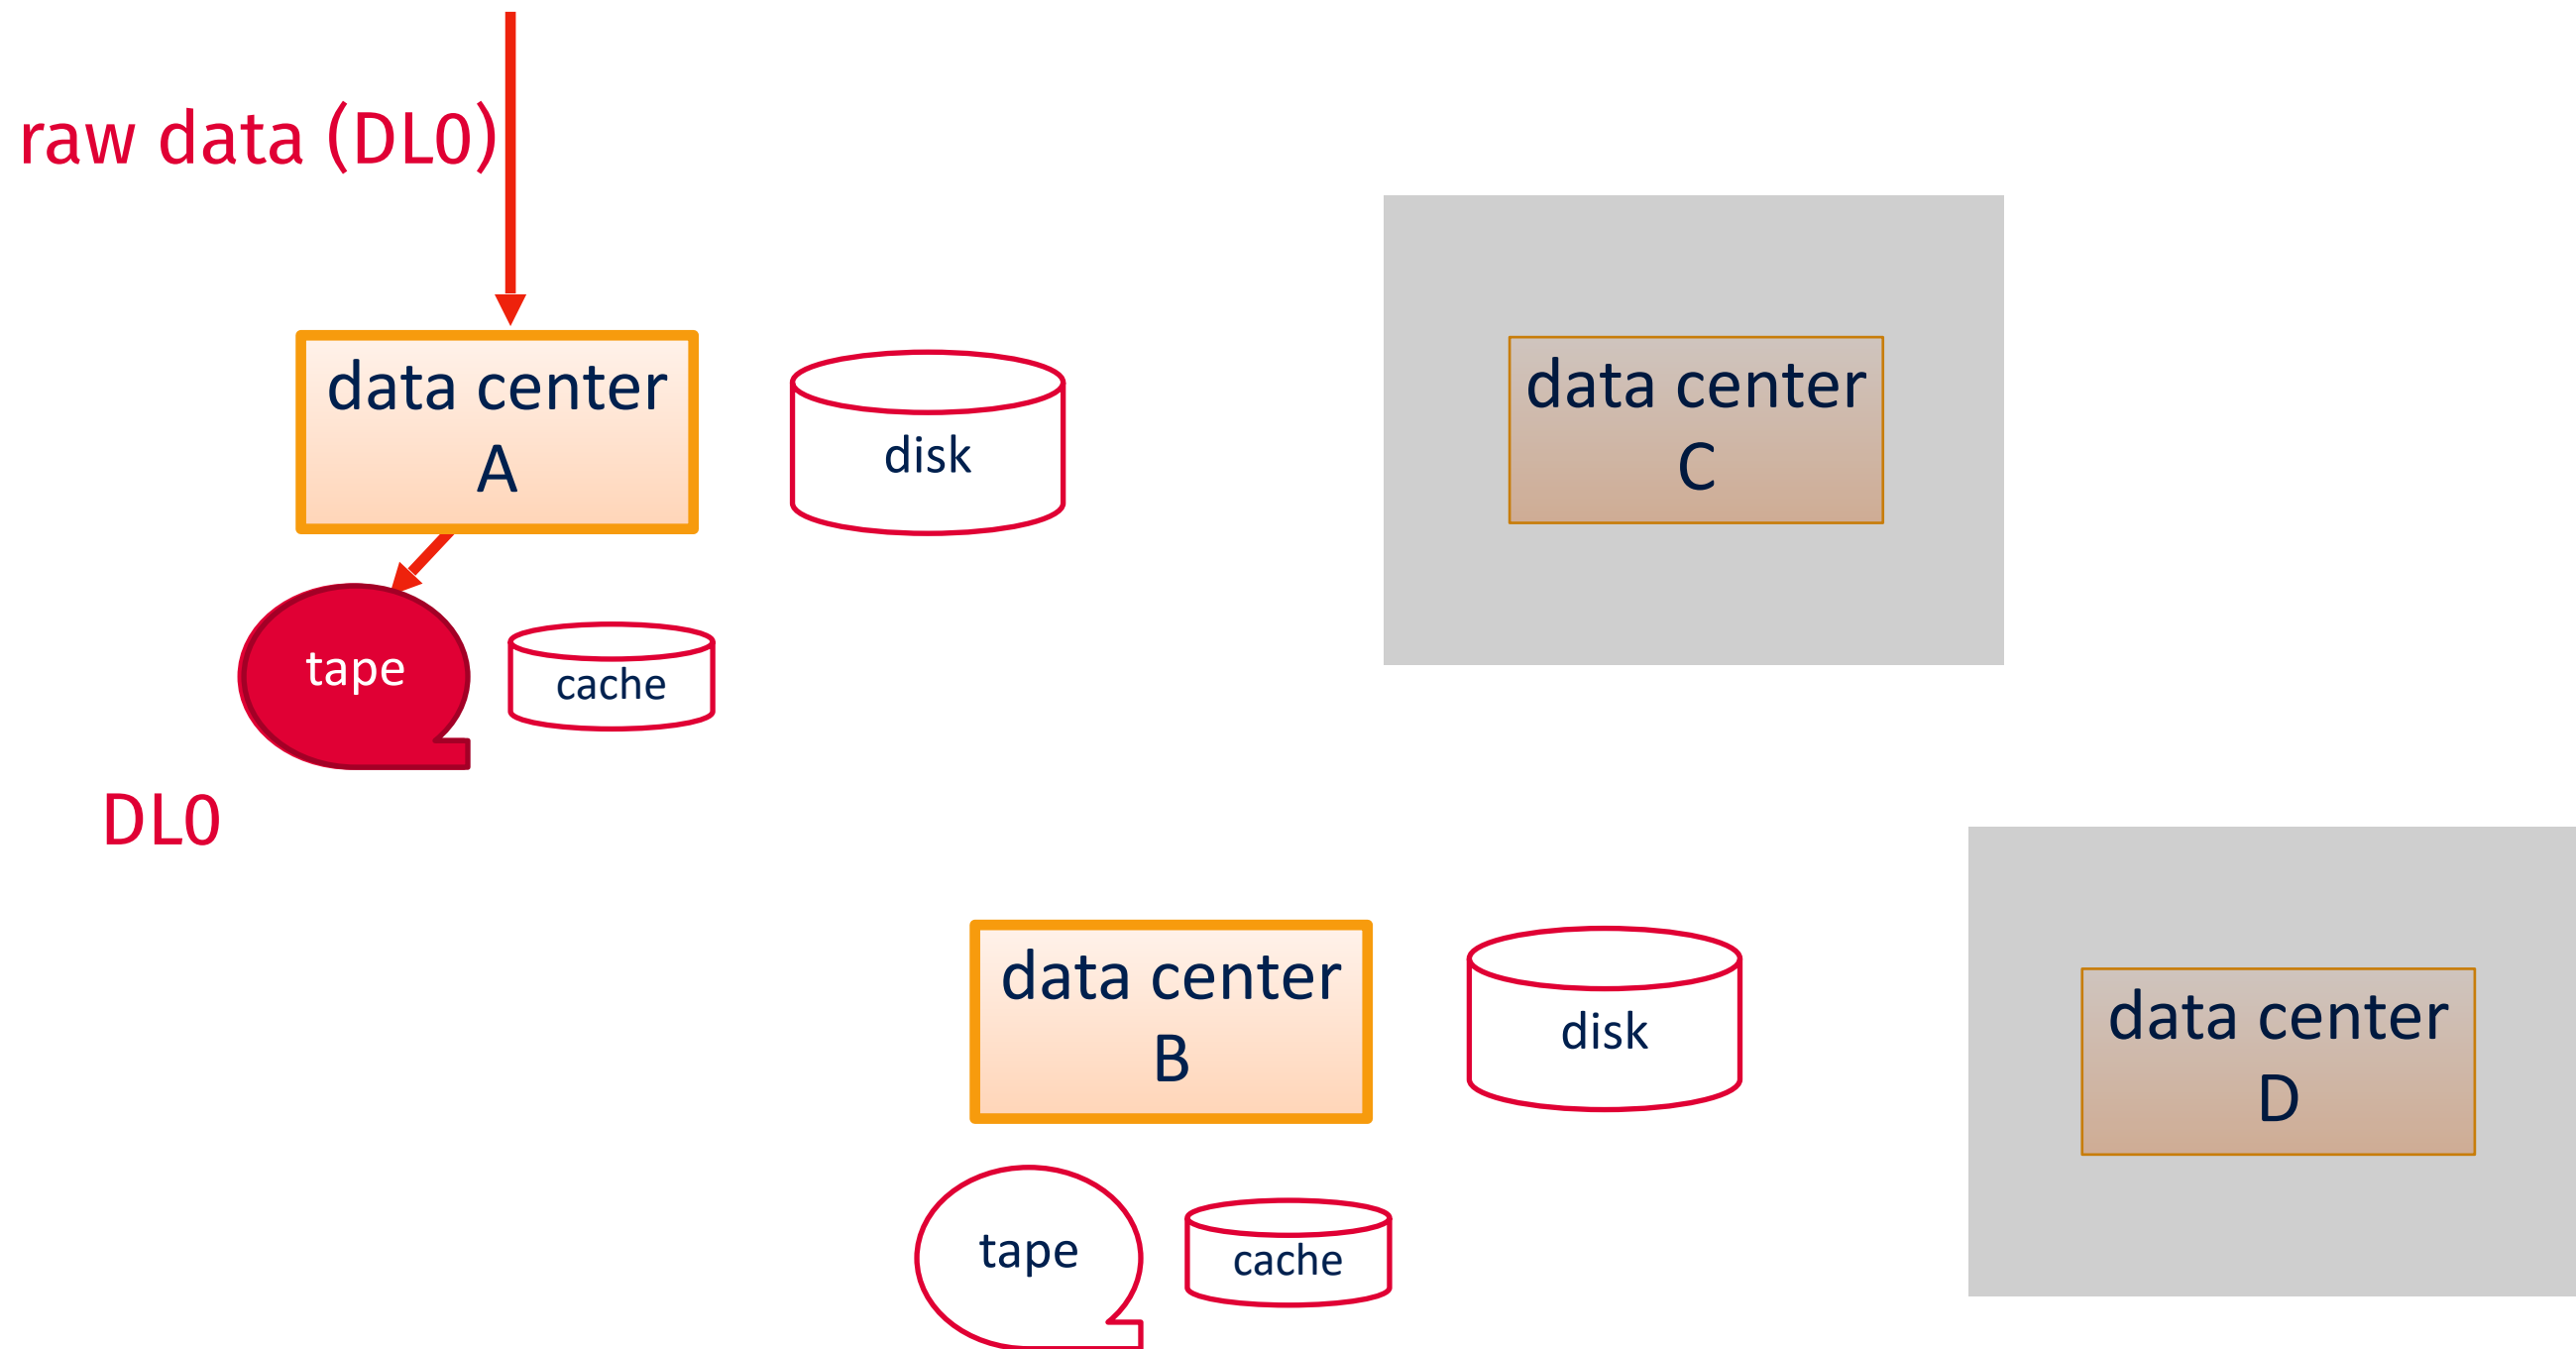 raw data (DL0)
data center
A
disk
data center
C
tape
cache
DL0
data center
B
disk
data center
D
tape
cache